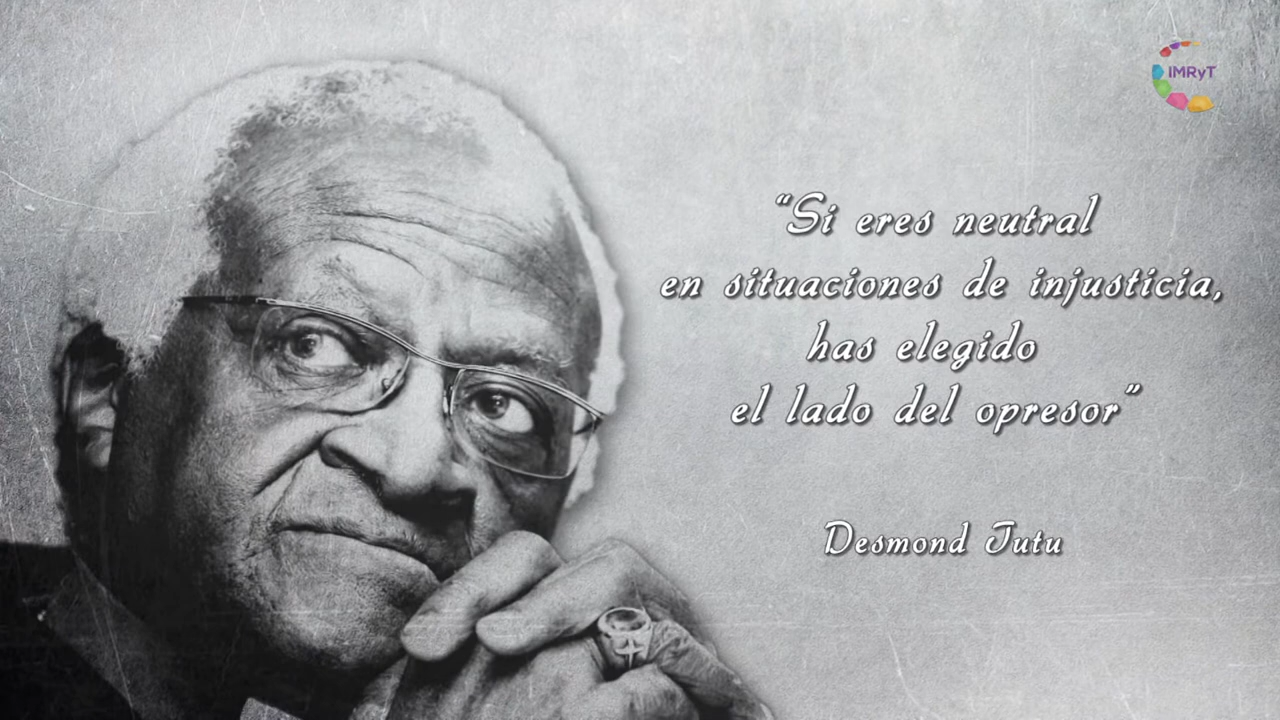 IMRyT
“Si eres neutral
en situaciones de injusticia,
has elegido
el lado del opresor”
Desmond Tutu